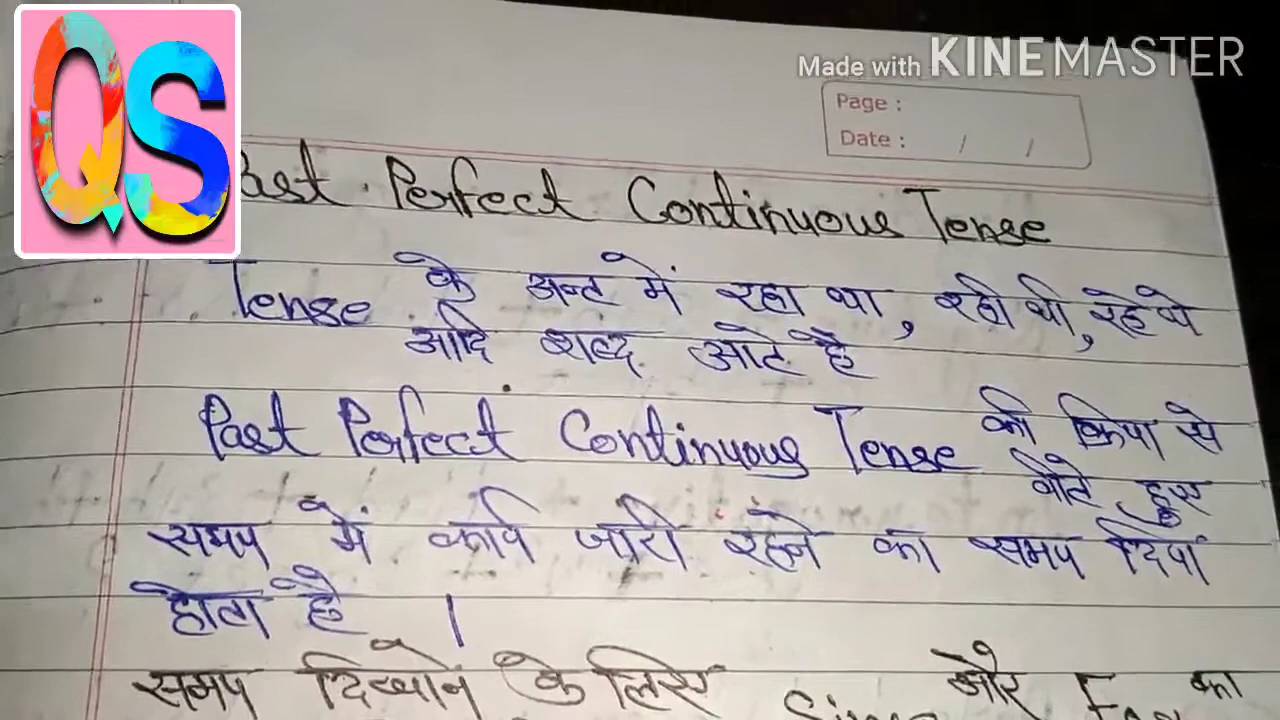 QS
Made with KINEMASTER
Page :
Date : / /
Past Perfect Continuous Tense
Tense के अन्ट में रहा था, रही थी, रहे थे
आदि शब्द आटे है
Past Perfect Continuous Tense की क्रिया से
बीटे हुए
समय में कार्य जारी रहने का समय दिया
होता है |
समय दिखाने के लिए और का